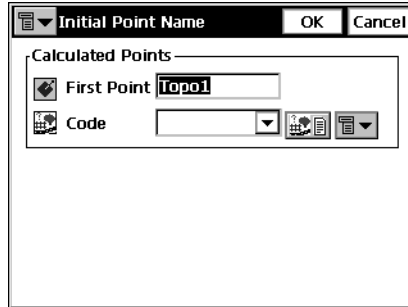 Initial Point Name OK Cancel
Calculated Points
First Point Topo1
Code